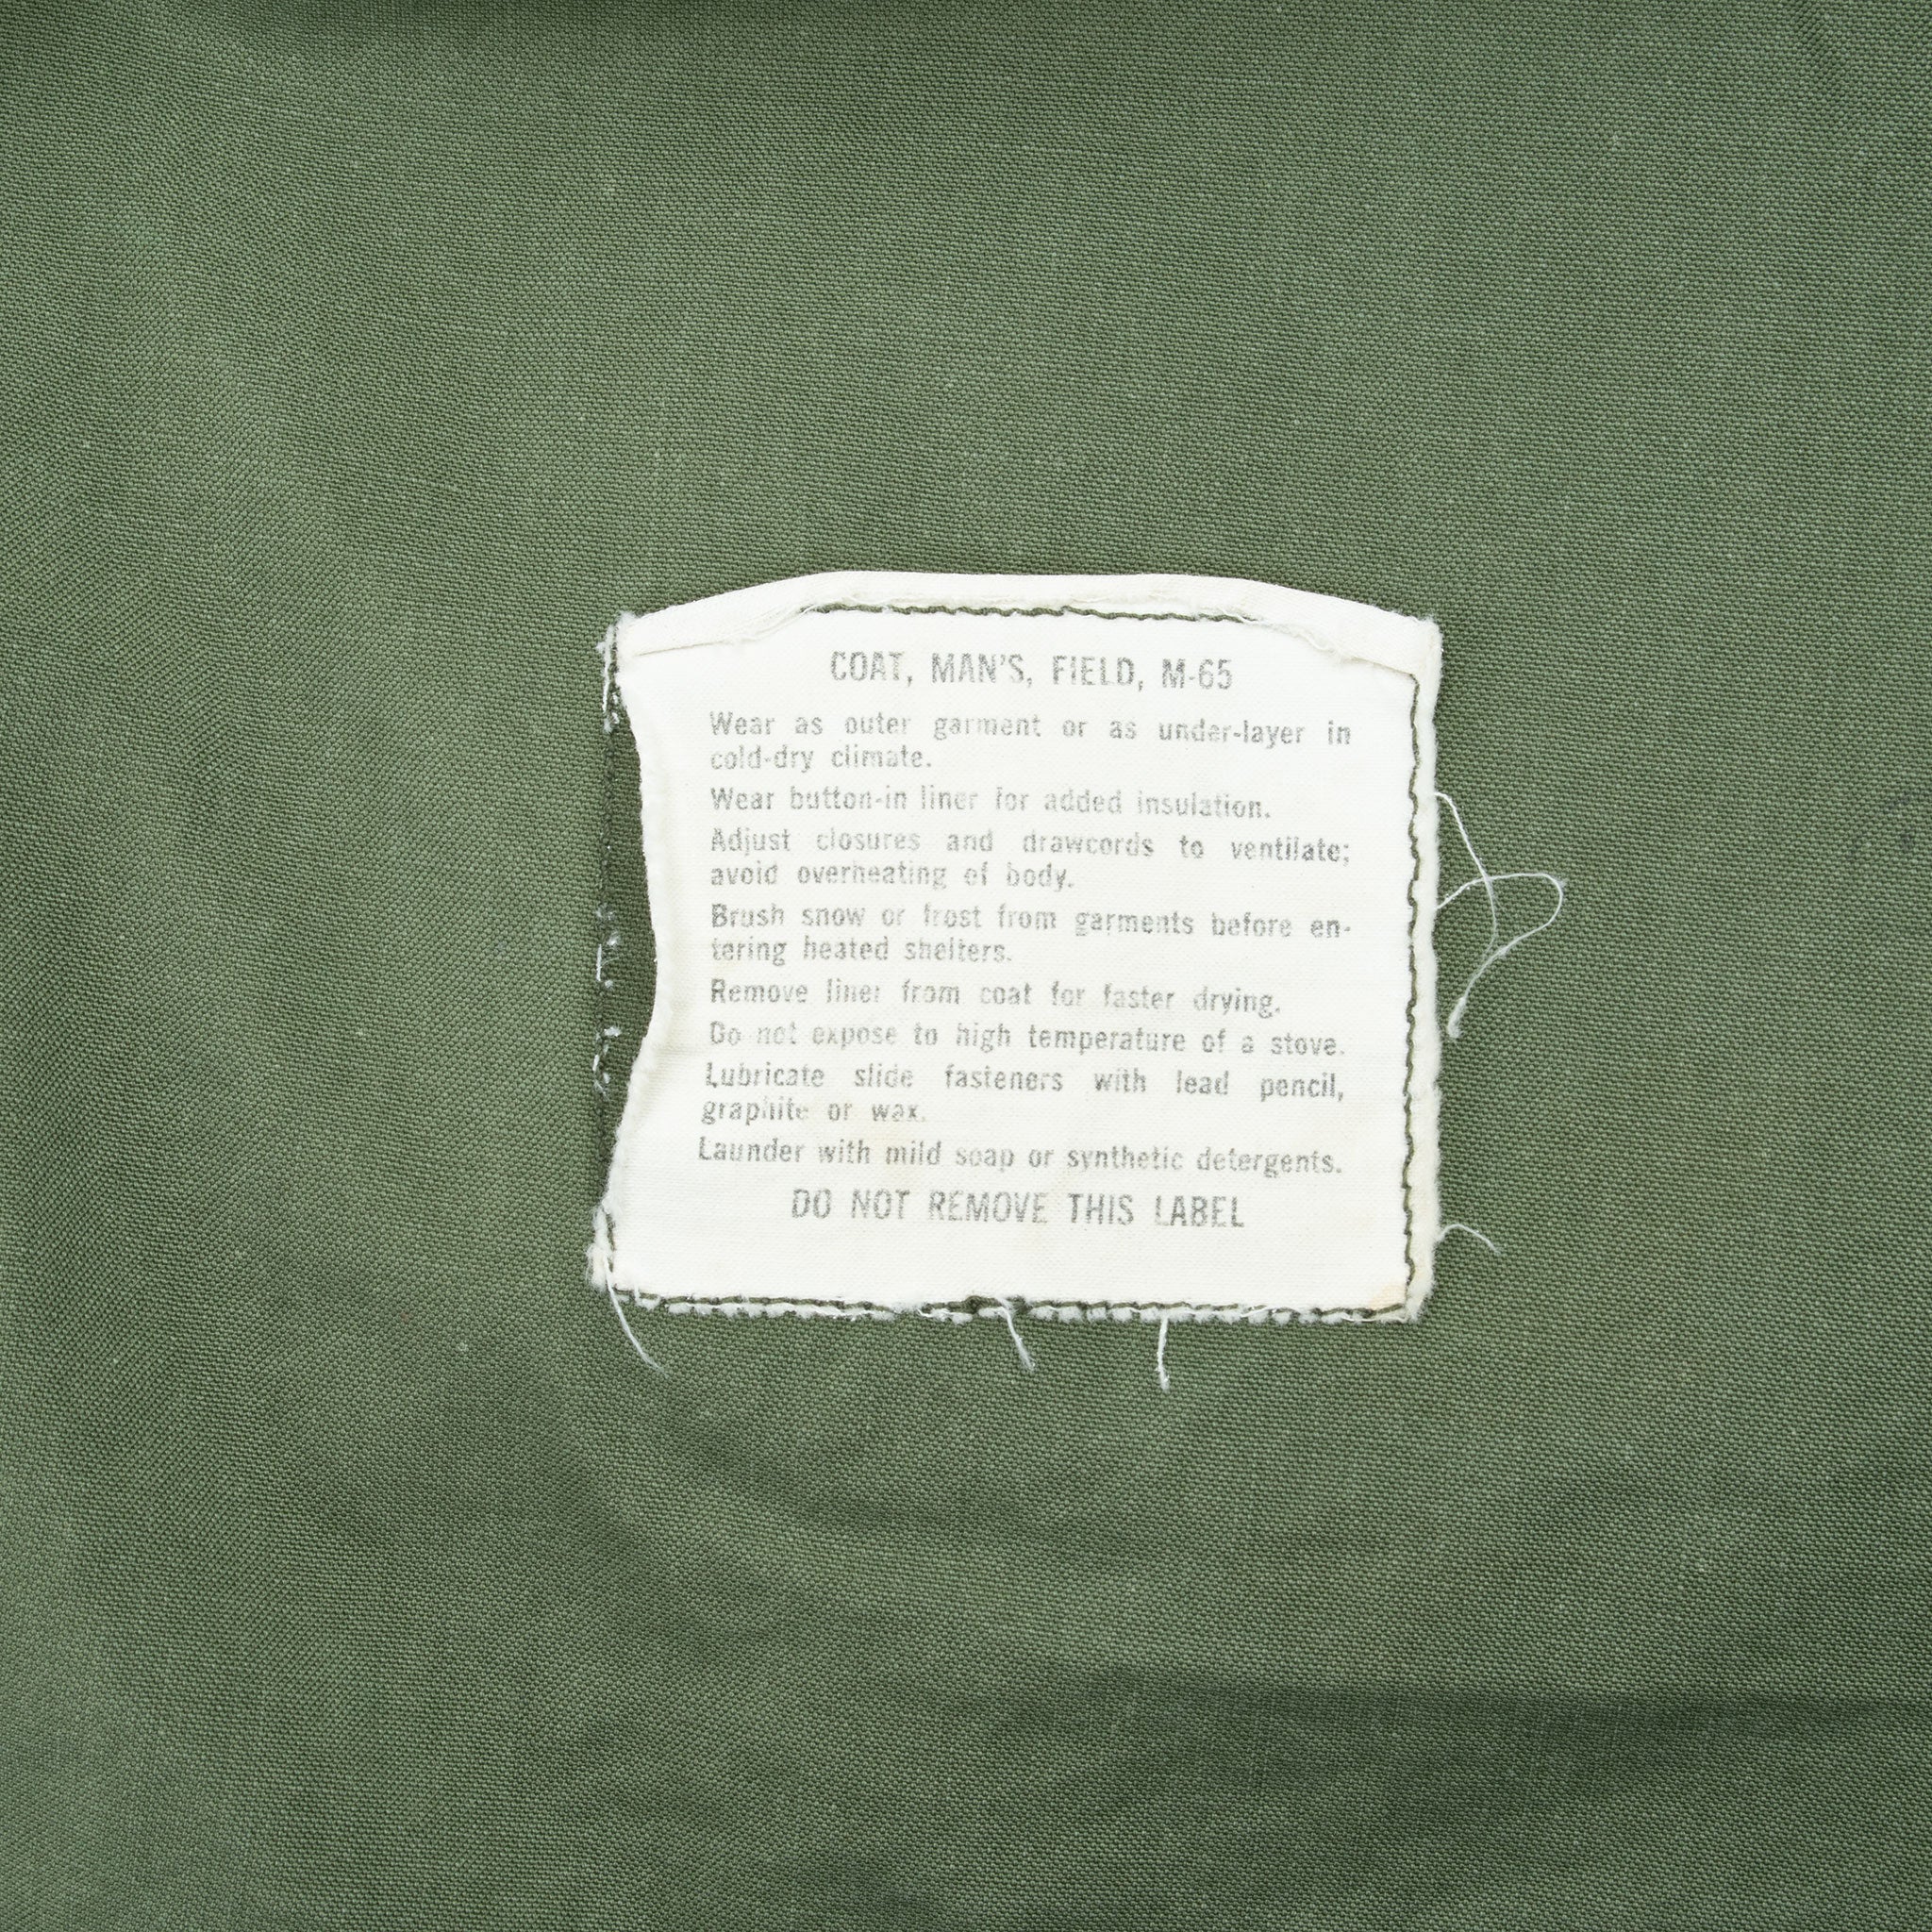 COAT, MAN'S, FIELD, M-65
Wear as outer garment or as under-layer in
cold-dry climate.
Wear button-in liner for added insulation.
Adjust closures and drawcords to ventilate;
avoid overheating of body.
Brush snow or frost from garments before en-
tering heated shelters.
Remove liner from coat for faster drying.
Do not expose to high temperature of a stove.
Lubricate slide fasteners with lead pencil,
graphite or wax.
Launder with mild soap or synthetic detergents.
DO NOT REMOVE THIS LABEL